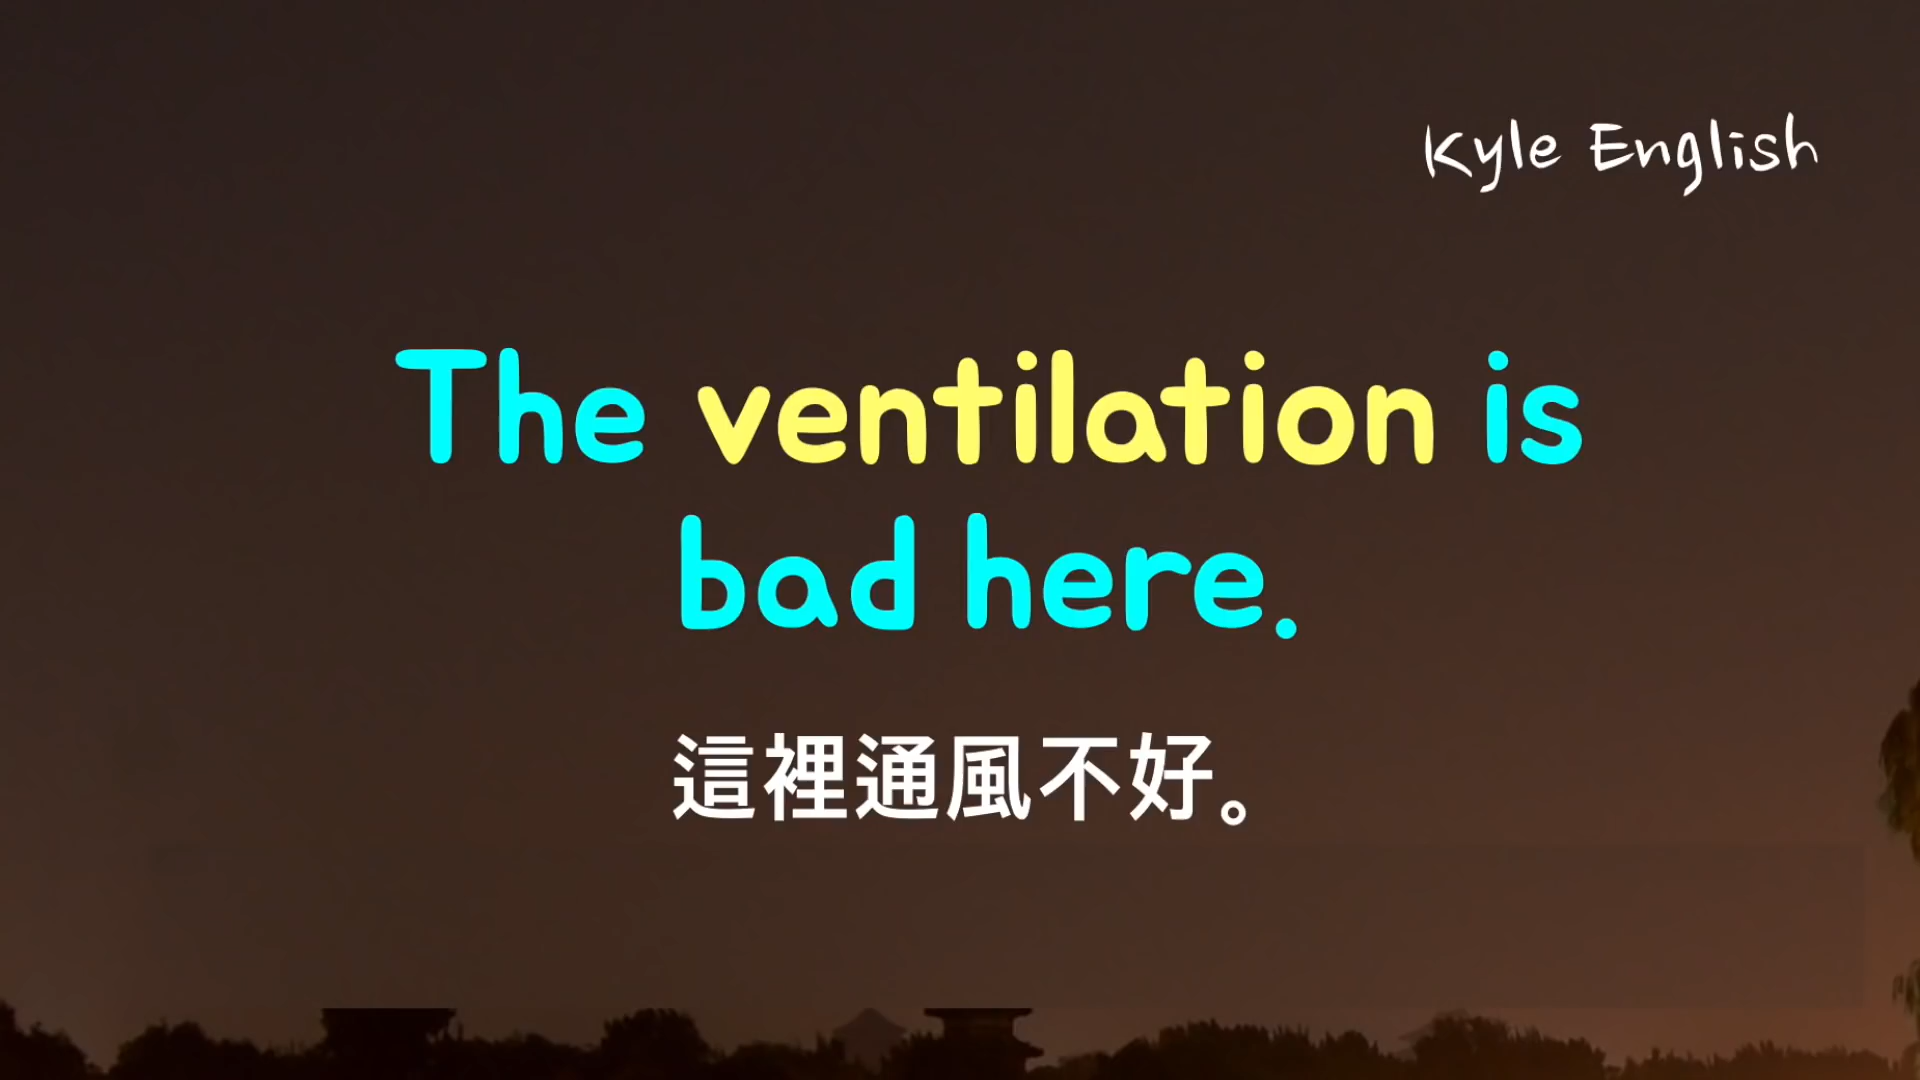 Kyle English
The ventilation is
bad here.
這裡通風不好。